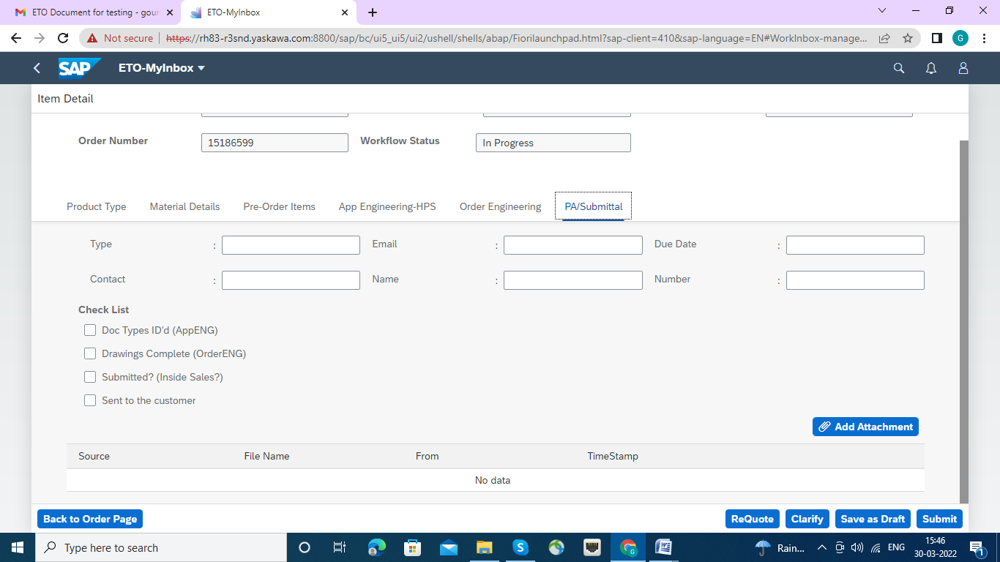 ETO Document for testing - gour
ETO-MyInbox
Not secure
https://rh83-r3snd.yaskawa.com:8800/sap/bc/ui5_ui5/ui2/ushell/shells/abap/Fiorilaunchpad.html?sap-client=410&sap-language=EN#WorkInbox-manage...
G
SAP
ETO-MyInbox
Item Detail
Order Number
15186599
Workflow Status
In Progress
Product Type
Material Details
Pre-Order Items
App Engineering-HPS
Order Engineering
PA/Submittal
Type :
Email :
Due Date :
Contact :
Name :
Number :
Check List
Doc Types ID'd (AppENG)
Drawings Complete (OrderENG)
Submitted? (Inside Sales?)
Sent to the customer
Add Attachment
Source
File Name
From
TimeStamp
No data
Back to Order Page
ReQuote
Clarify
Save as Draft
Submit
Type here to search
Rain...
ENG
15:46
30-03-2022
1